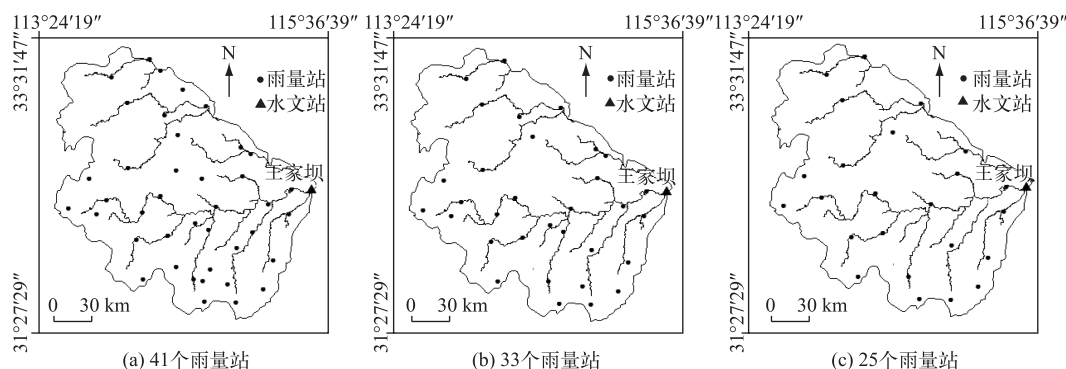 113°24′19″ 115°36′39″
33°31′47″
31°27′29″
N
雨量站
水文站
王家坝
0 30 km
(a) 41个雨量站
113°24′19″ 115°36′39″
33°31′47″
31°27′29″
N
雨量站
水文站
王家坝
0 30 km
(b) 33个雨量站
113°24′19″ 115°36′39″
33°31′47″
31°27′29″
N
雨量站
水文站
王家坝
0 30 km
(c) 25个雨量站